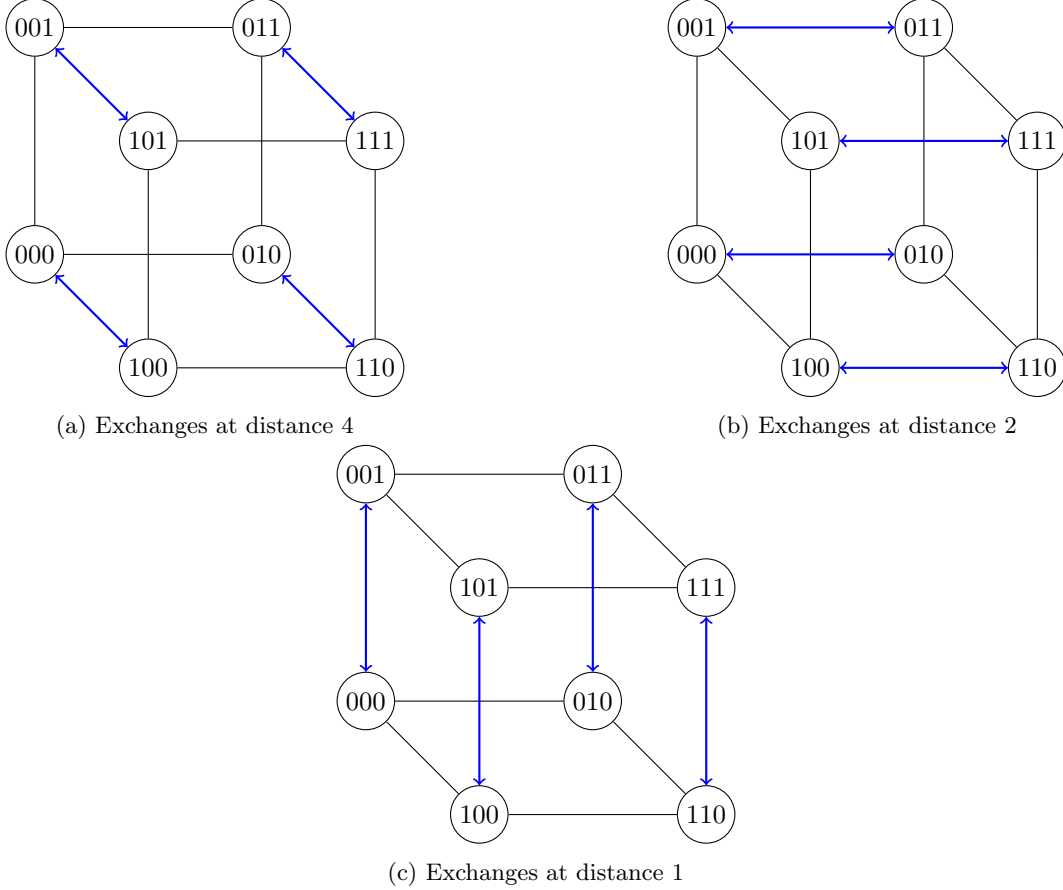 001 011 001 011
101 111 101 111
000 010 000 010
100 110 100 110
(a) Exchanges at distance 4 (b) Exchanges at distance 2
001 011
101 111
000 010
100 110
(c) Exchanges at distance 1